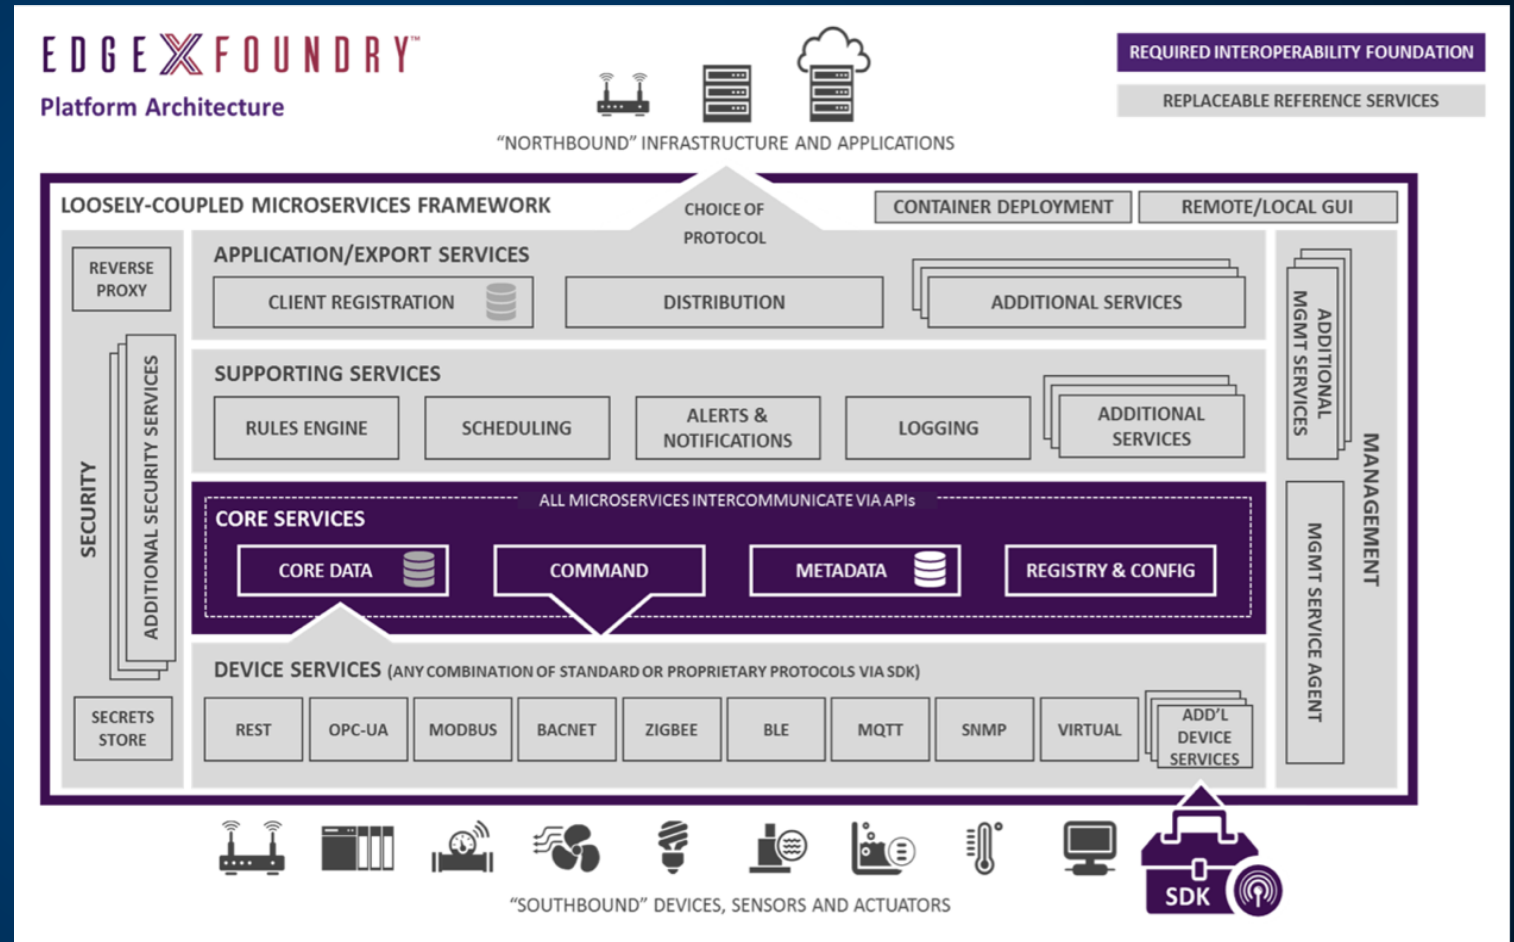 EDGEXFOUNDRY™
Platform Architecture
REQUIRED INTEROPERABILITY FOUNDATION
REPLACEABLE REFERENCE SERVICES
“NORTHBOUND” INFRASTRUCTURE AND APPLICATIONS
LOOSELY-COUPLED MICROSERVICES FRAMEWORK
CHOICE OF
PROTOCOL
CONTAINER DEPLOYMENT
REMOTE/LOCAL GUI
REVERSE
PROXY
SECURITY
ADDITIONAL SECURITY SERVICES
SECRETS
STORE
APPLICATION/EXPORT SERVICES
CLIENT REGISTRATION
DISTRIBUTION
ADDITIONAL SERVICES
SUPPORTING SERVICES
RULES ENGINE
SCHEDULING
ALERTS &
NOTIFICATIONS
LOGGING
ADDITIONAL
SERVICES
ALL MICROSERVICES INTERCOMMUNICATE VIA APIs
CORE SERVICES
CORE DATA
COMMAND
METADATA
REGISTRY & CONFIG
DEVICE SERVICES (ANY COMBINATION OF STANDARD OR PROPRIETARY PROTOCOLS VIA SDK)
REST
OPC-UA
MODBUS
BACNET
ZIGBEE
BLE
MQTT
SNMP
VIRTUAL
ADD’L
DEVICE
SERVICES
ADDITIONAL
MGMT SERVICES
MANAGEMENT
MGMT SERVICE AGENT
“SOUTHBOUND” DEVICES, SENSORS AND ACTUATORS
SDK